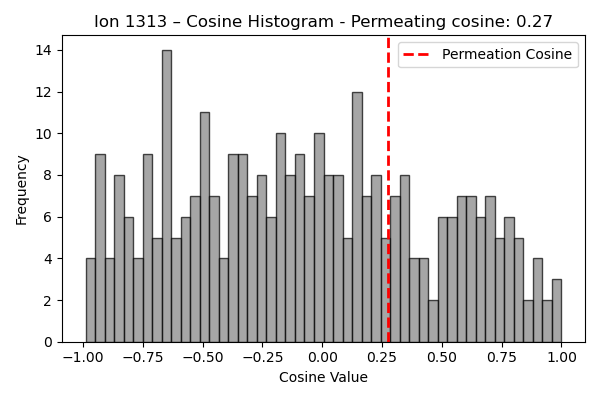 Ion 1313 – Cosine Histogram - Permeating cosine: 0.27
Permeation Cosine
Frequency
14
12
10
8
6
4
2
0
−1.00 −0.75 −0.50 −0.25 0.00 0.25 0.50 0.75 1.00
Cosine Value